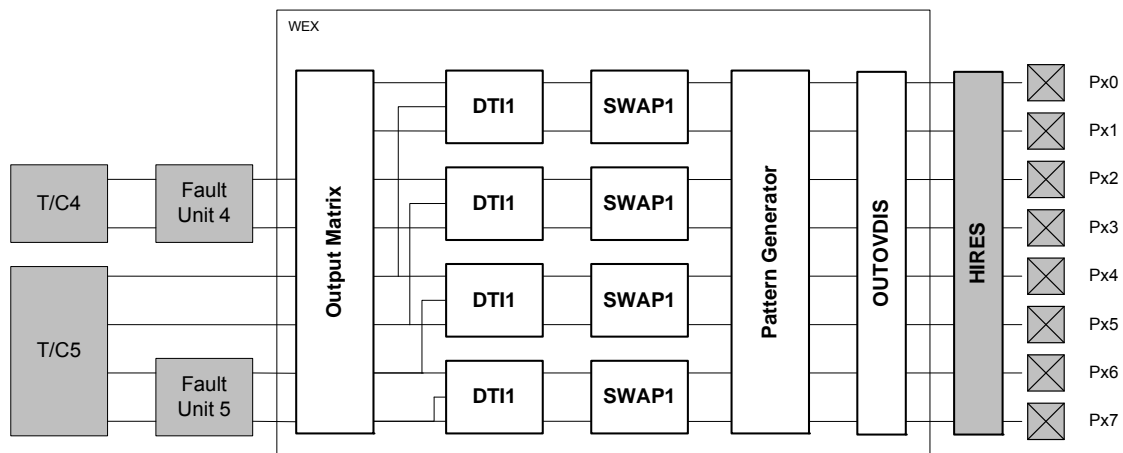 WEX
T/C4
Fault
Unit 4
T/C5
Fault
Unit 5
Output Matrix
DTI1
SWAP1
DTI1
SWAP1
DTI1
SWAP1
DTI1
SWAP1
Pattern Generator
OUTOVDIS
HIRES
Px0
Px1
Px2
Px3
Px4
Px5
Px6
Px7